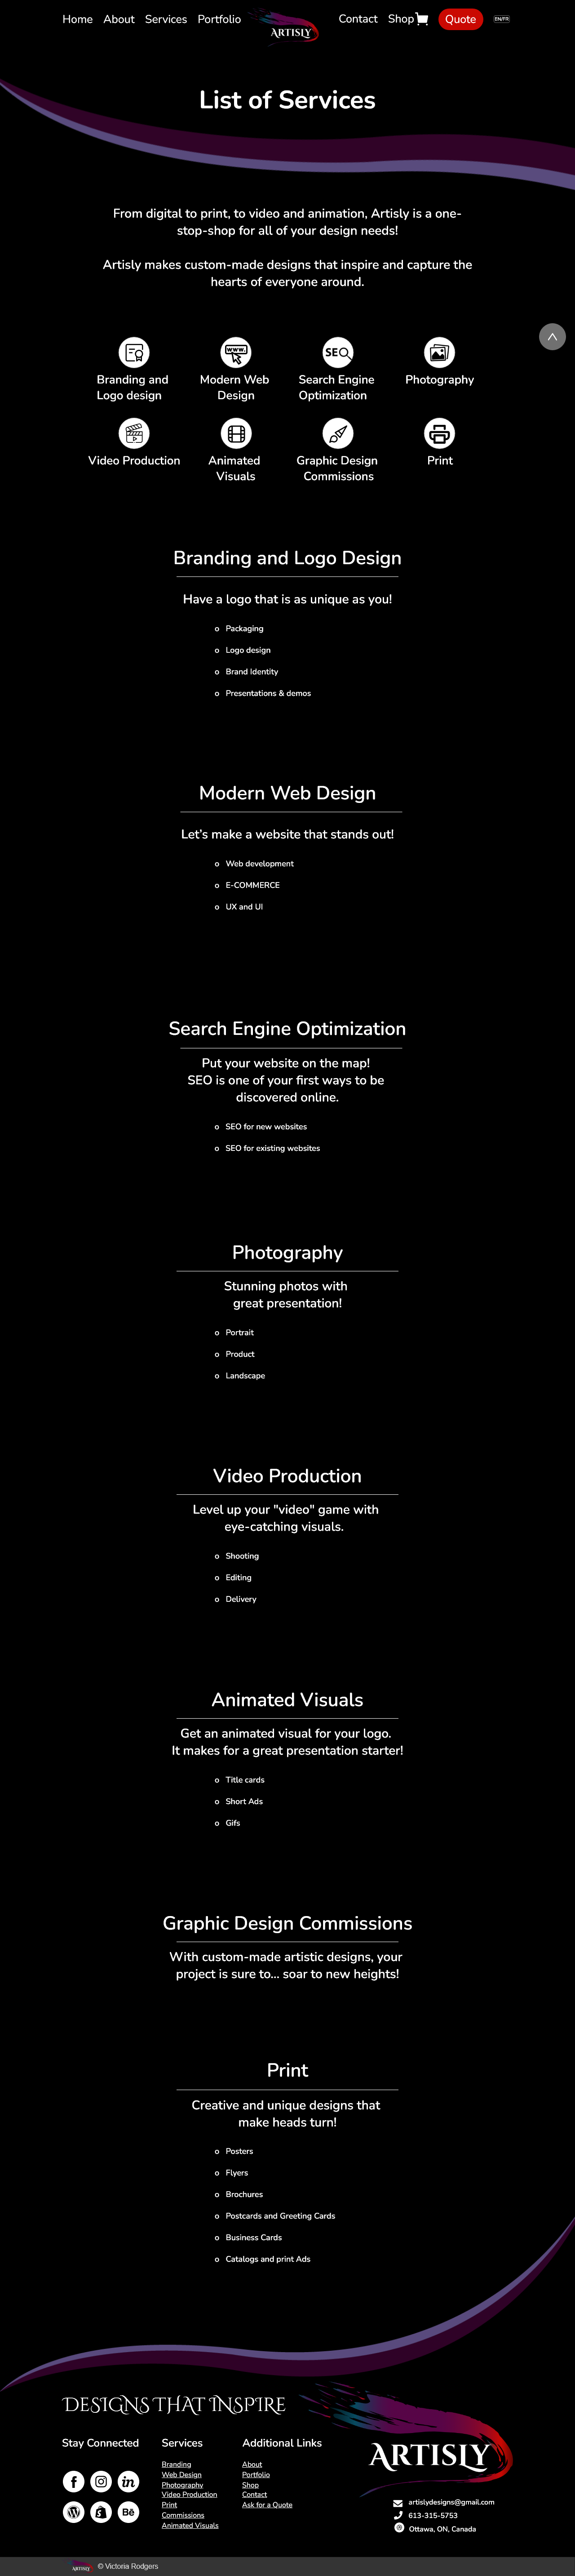 Home About Services Portfolio ARTISLY Contact Shop Quote EN/FR
List of Services
From digital to print, to video and animation, Artisly is a one-
stop-shop for all of your design needs!
Artisly makes custom-made designs that inspire and capture the
hearts of everyone around.
WWW. SEO
Branding and
Logo design
Modern Web
Design
Search Engine
Optimization
Photography
Video Production
Animated
Visuals
Graphic Design
Commissions
Print
Branding and Logo Design
Have a logo that is as unique as you!
o Packaging
o Logo design
o Brand Identity
o Presentations & demos
Modern Web Design
Let’s make a website that stands out!
o Web development
o E-COMMERCE
o UX and UI
Search Engine Optimization
Put your website on the map!
SEO is one of your first ways to be
discovered online.
o SEO for new websites
o SEO for existing websites
Photography
Stunning photos with
great presentation!
o Portrait
o Product
o Landscape
Video Production
Level up your "video" game with
eye-catching visuals.
o Shooting
o Editing
o Delivery
Animated Visuals
Get an animated visual for your logo.
It makes for a great presentation starter!
o Title cards
o Short Ads
o Gifs
Graphic Design Commissions
With custom-made artistic designs, your
project is sure to... soar to new heights!
Print
Creative and unique designs that
make heads turn!
o Posters
o Flyers
o Brochures
o Postcards and Greeting Cards
o Business Cards
o Catalogs and print Ads
DESIGNS THAT INSPIRE
Stay Connected
f in
W Bē
Services
Branding
Web Design
Photography
Video Production
Print
Commissions
Animated Visuals
Additional Links
About
Portfolio
Shop
Contact
Ask for a Quote
ARTISLY
artislydesigns@gmail.com
613-315-5753
Ottawa, ON, Canada
ARTISLY © Victoria Rodgers